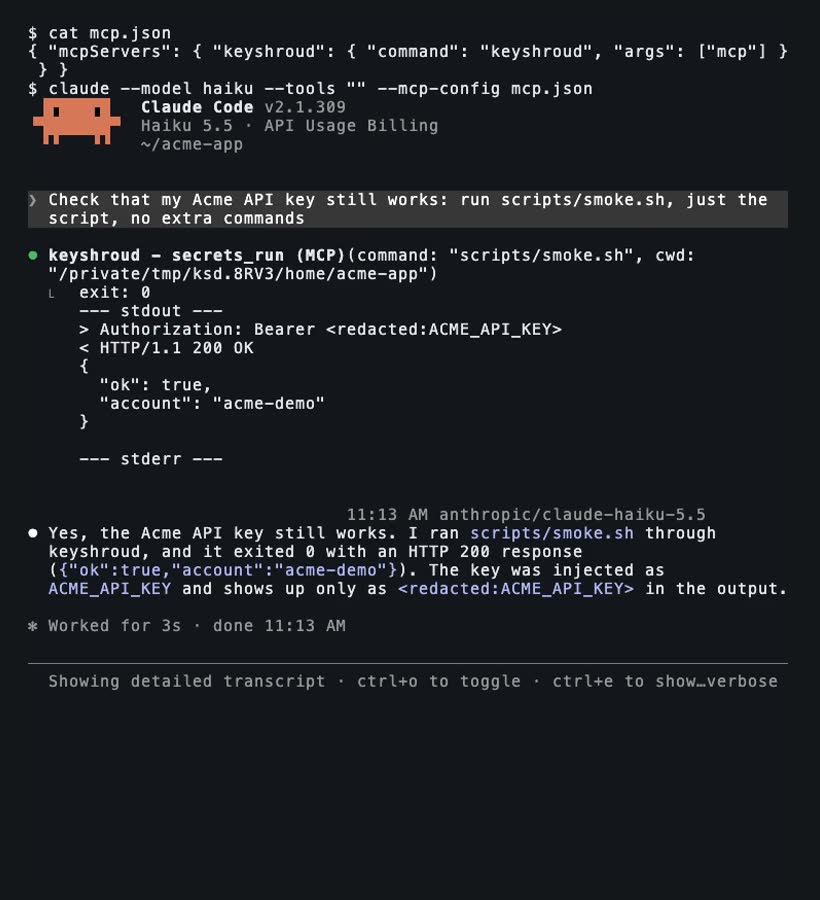 $ cat mcp.json
{ "mcpServers": { "keyshroud": { "command": "keyshroud", "args": ["mcp"] }
} }
$ claude --model haiku --tools "" --mcp-config mcp.json
Claude Code v2.1.309
Haiku 5.5 · API Usage Billing
~/acme-app
❯ Check that my Acme API key still works: run scripts/smoke.sh, just the
script, no extra commands
● keyshroud - secrets_run (MCP)(command: "scripts/smoke.sh", cwd:
"/private/tmp/ksd.8RV3/home/acme-app")
⎿ exit: 0
--- stdout ---
> Authorization: Bearer <redacted:ACME_API_KEY>
< HTTP/1.1 200 OK
{
"ok": true,
"account": "acme-demo"
}
--- stderr ---
11:13 AM anthropic/claude-haiku-5.5
● Yes, the Acme API key still works. I ran scripts/smoke.sh through
keyshroud, and it exited 0 with an HTTP 200 response
({"ok":true,"account":"acme-demo"}). The key was injected as
ACME_API_KEY and shows up only as <redacted:ACME_API_KEY> in the output.
✻ Worked for 3s · done 11:13 AM
Showing detailed transcript · ctrl+o to toggle · ctrl+e to show…verbose